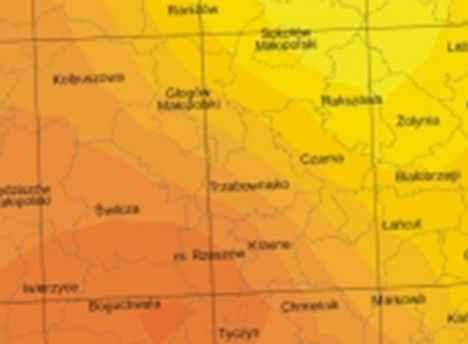 Raniżów
Sokołów
Małopolski
Kolbuszowa
Głogów
Małopolski
Rakszawa
Żołynia
Czarna
Białobrzegi
Trzebownisko
Świlcza
Łańcut
m. Rzeszów
Krasne
Iwierzyce
Boguchwała
Chmielnik
Markowa
Tyczyn